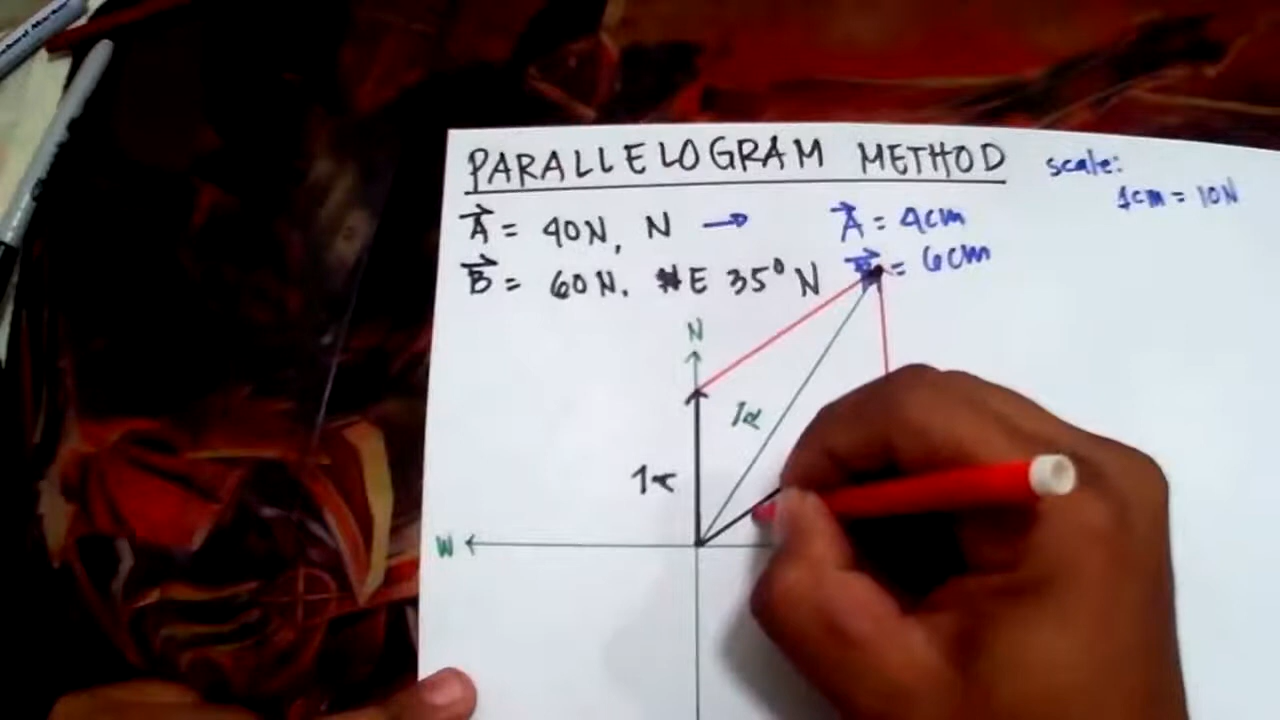 PARALLELOGRAM METHOD
scale:
1cm = 10N
A = 40N, N → A = 4cm
B = 60N. E 35° N = 6cm
N
W